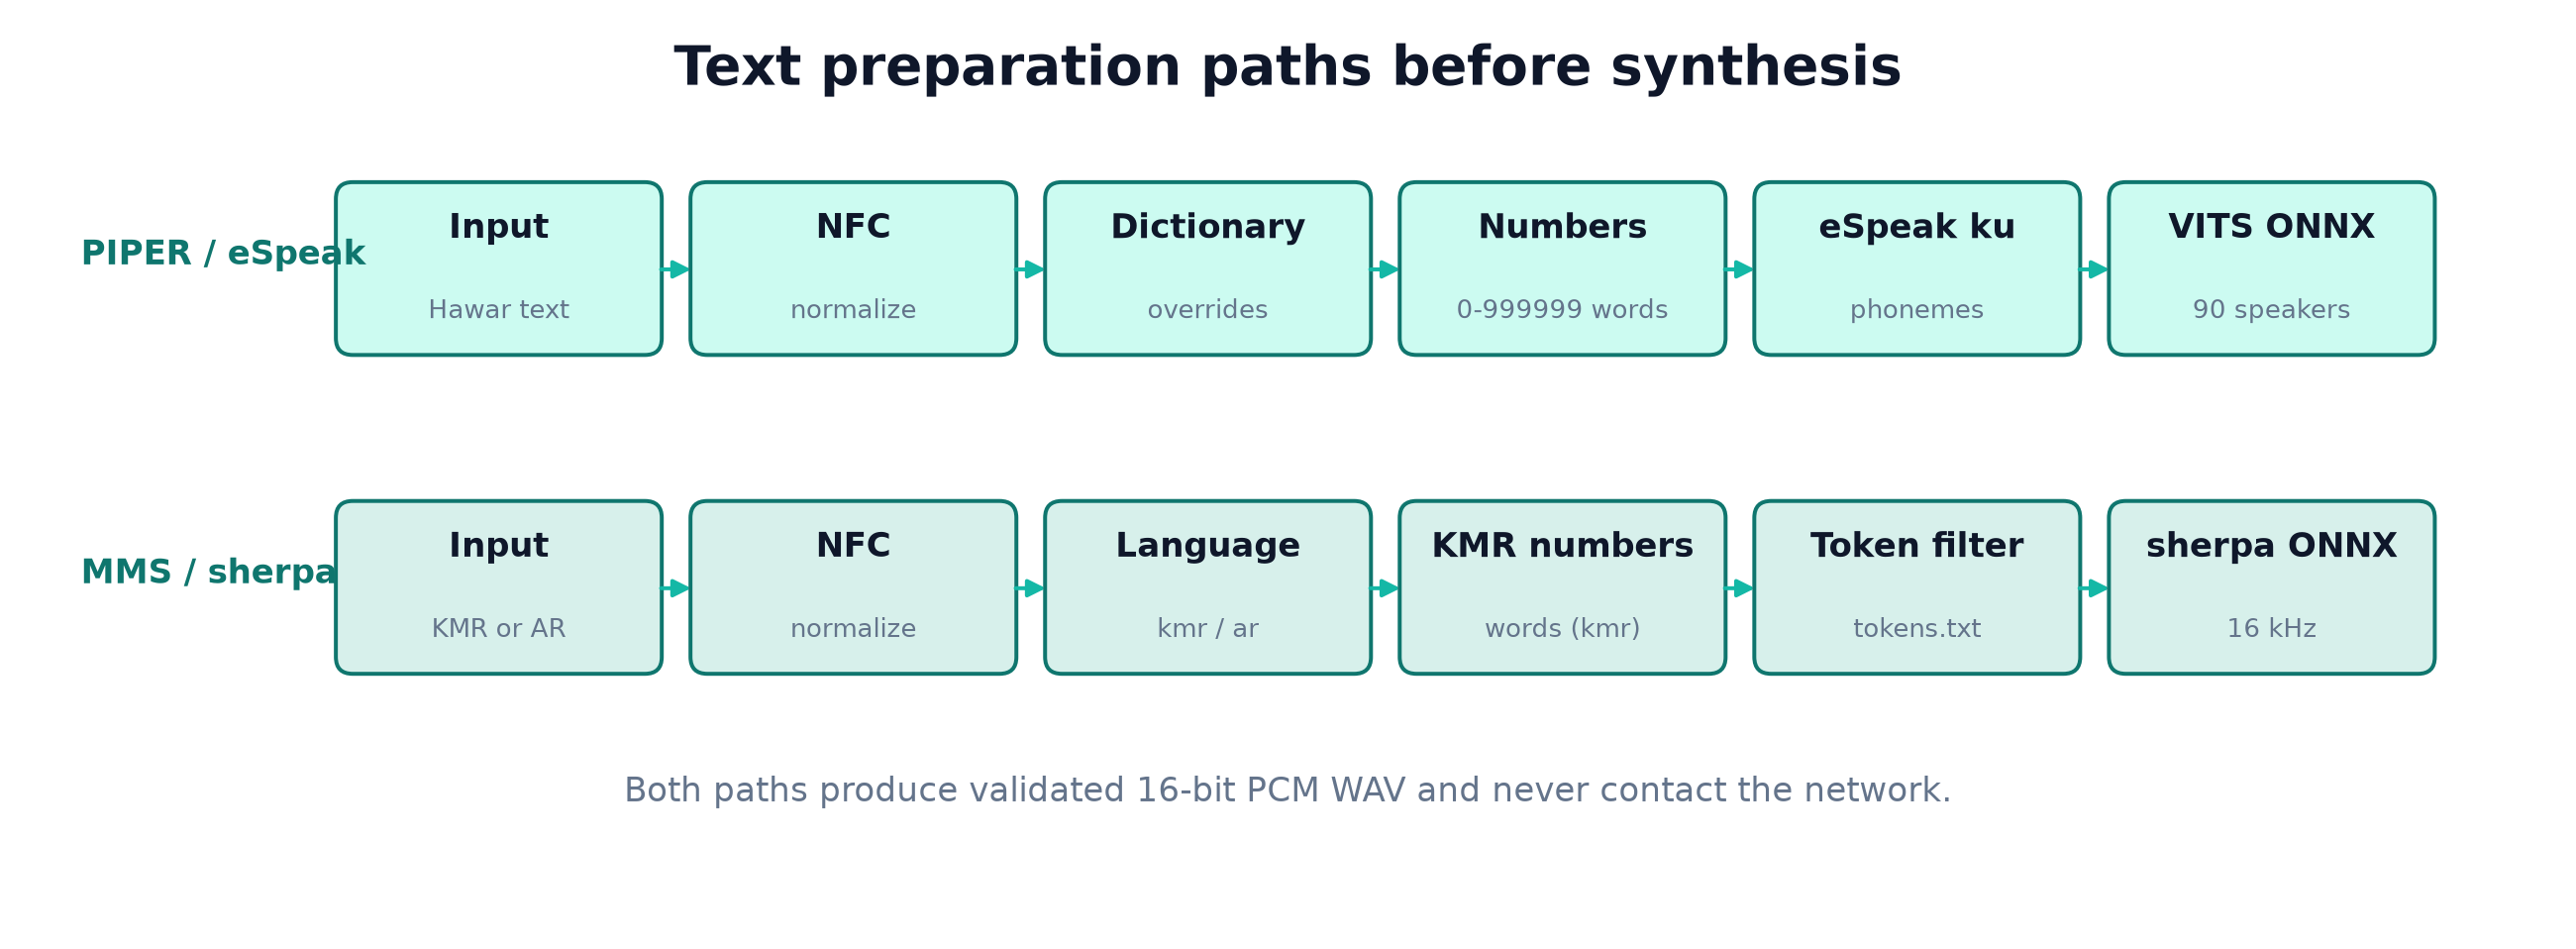 Text preparation paths before synthesis
PIPER / eSpeak
Input
Hawar text
NFC
normalize
Dictionary
overrides
Numbers
0-999999 words
eSpeak ku
phonemes
VITS ONNX
90 speakers
MMS / sherpa
Input
KMR or AR
NFC
normalize
Language
kmr / ar
KMR numbers
words (kmr)
Token filter
tokens.txt
sherpa ONNX
16 kHz
Both paths produce validated 16-bit PCM WAV and never contact the network.